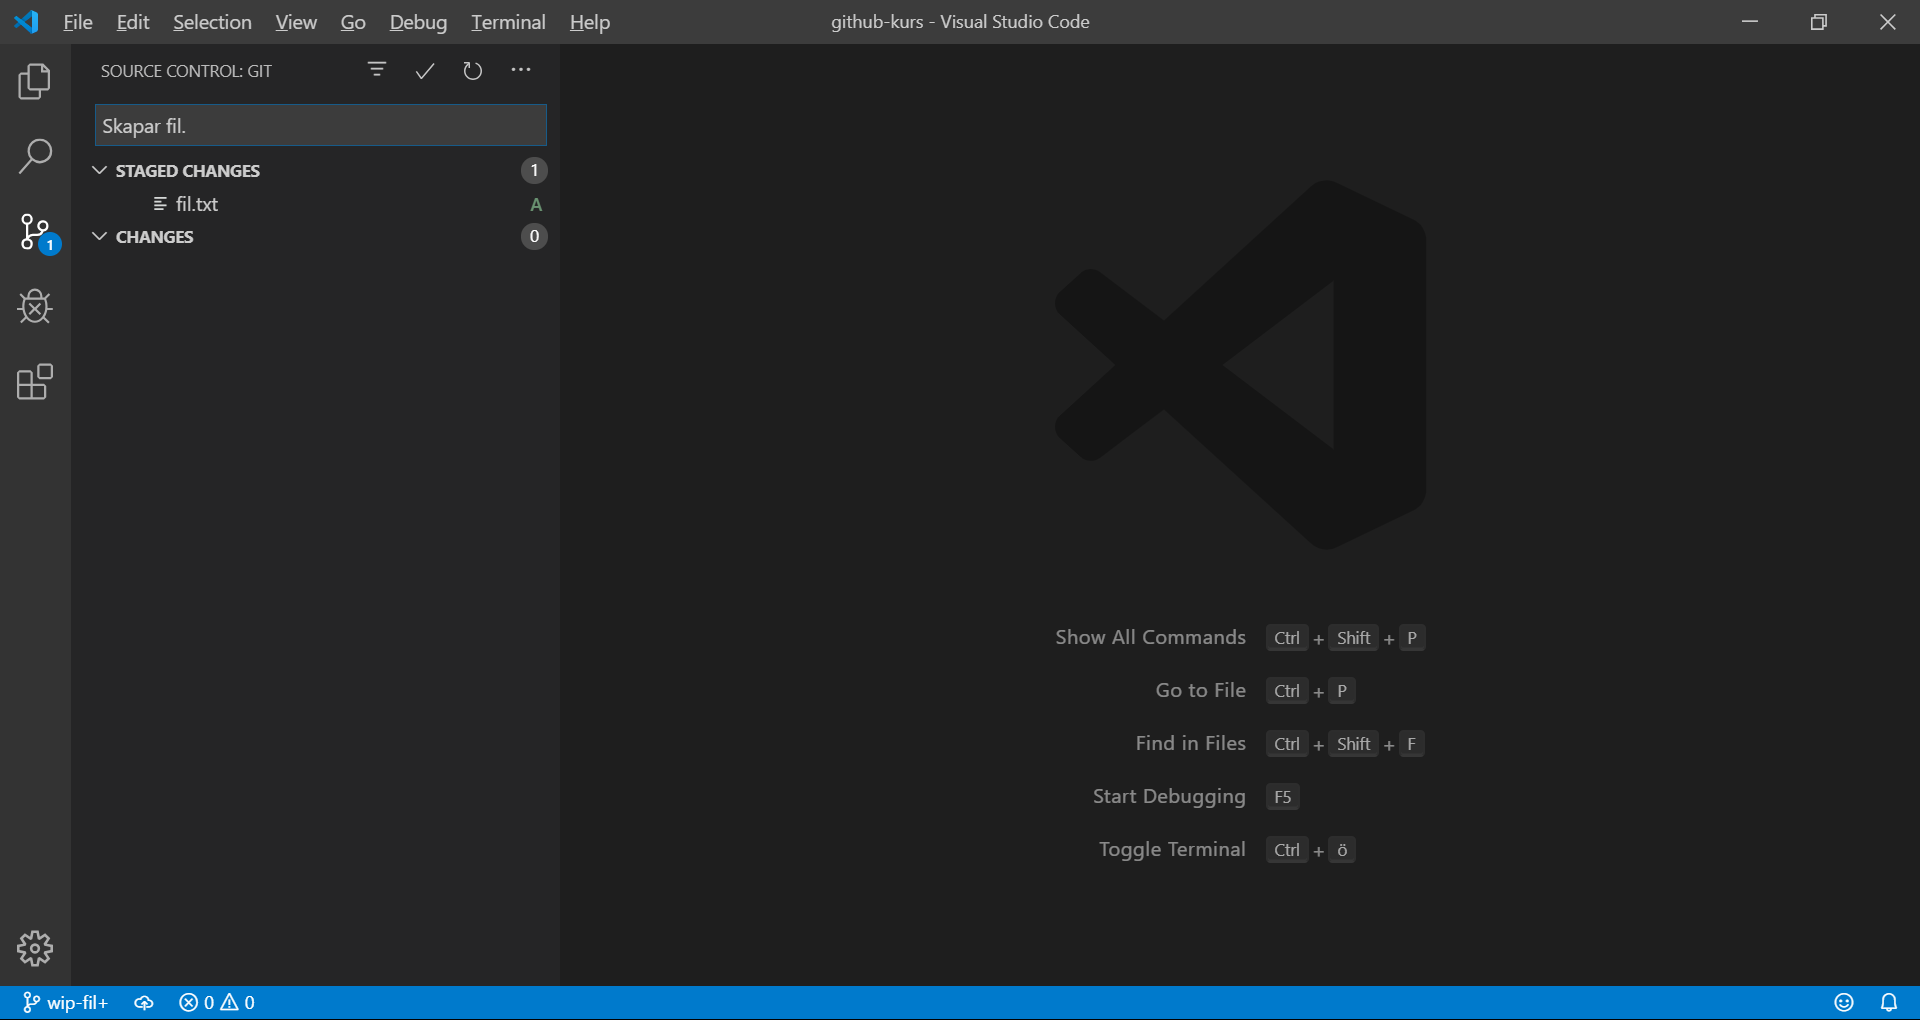 File Edit Selection View Go Debug Terminal Help github-kurs - Visual Studio Code
SOURCE CONTROL: GIT
Skapar fil.
STAGED CHANGES 1
fil.txt A
CHANGES 0
1
Show All Commands Ctrl + Shift + P
Go to File Ctrl + P
Find in Files Ctrl + Shift + F
Start Debugging F5
Toggle Terminal Ctrl + ö
wip-fil+ 0 0